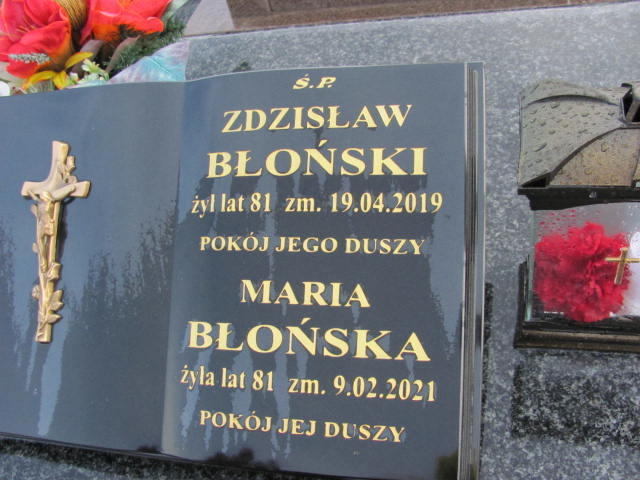 Ś.P.
ZDZISŁAW
BŁOŃSKI
żył lat 81 zm. 19.04.2019
POKÓJ JEGO DUSZY
MARIA
BŁOŃSKA
żyła lat 81 zm. 9.02.2021
POKÓJ JEJ DUSZY